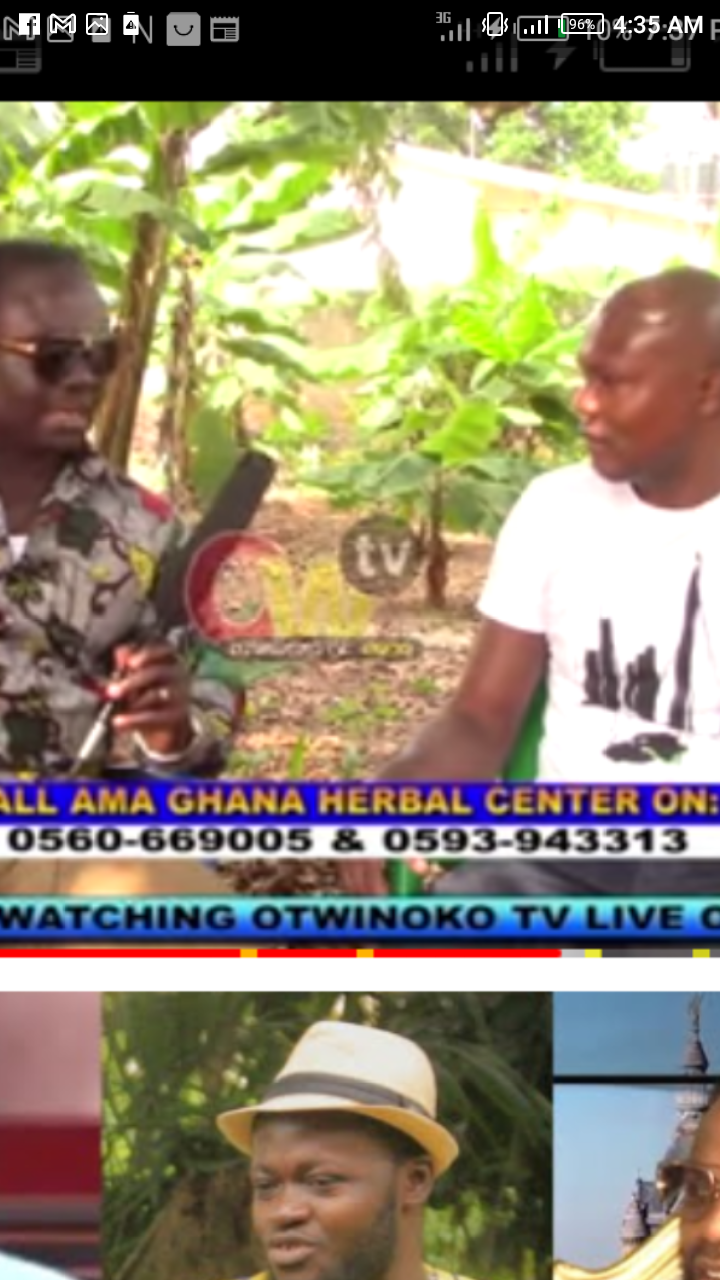 3G
96%
4:35 AM
tv
ALL AMA GHANA HERBAL CENTER ON:
0560-669005 & 0593-943313
WATCHING OTWINOKO TV LIVE